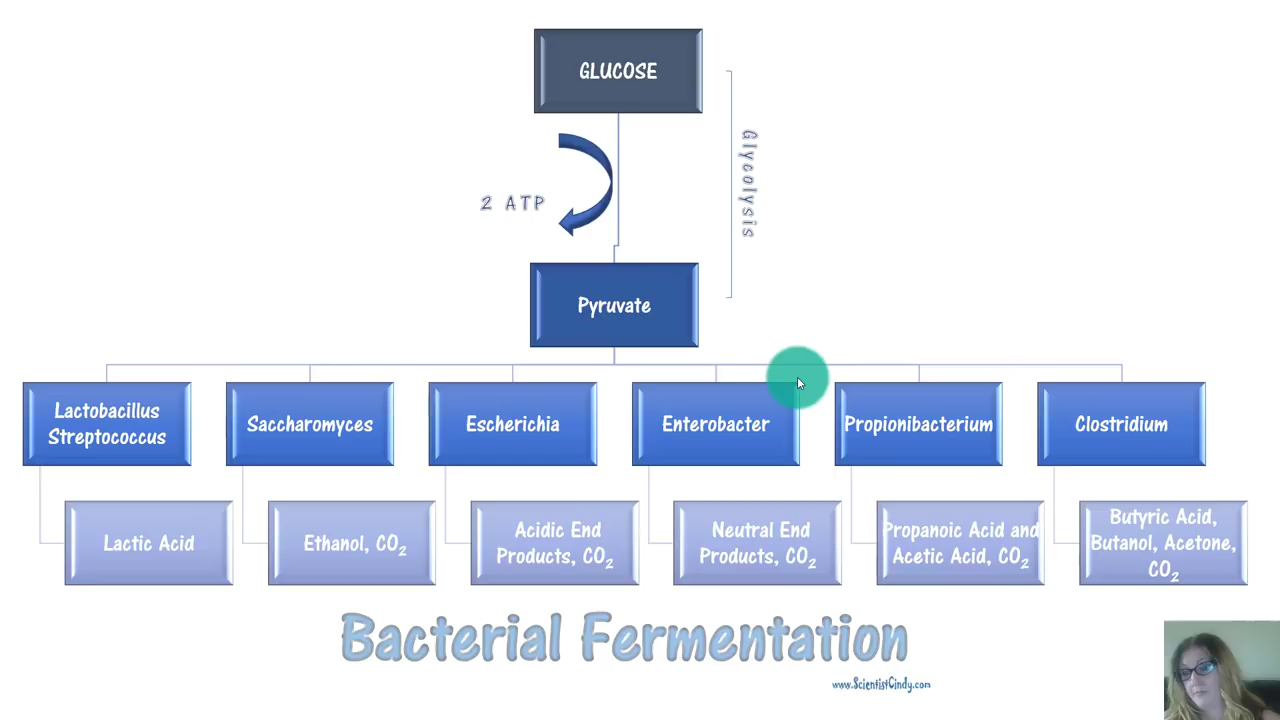 GLUCOSE
Glycolysis
2 ATP
Pyruvate
Lactobacillus
Streptococcus
Saccharomyces
Escherichia
Enterobacter
Propionibacterium
Clostridium
Lactic Acid
Ethanol, CO₂
Acidic End
Products, CO₂
Neutral End
Products, CO₂
Propanoic Acid and
Acetic Acid, CO₂
Butyric Acid,
Butanol, Acetone,
CO₂
Bacterial Fermentation
www.ScientistCindy.com